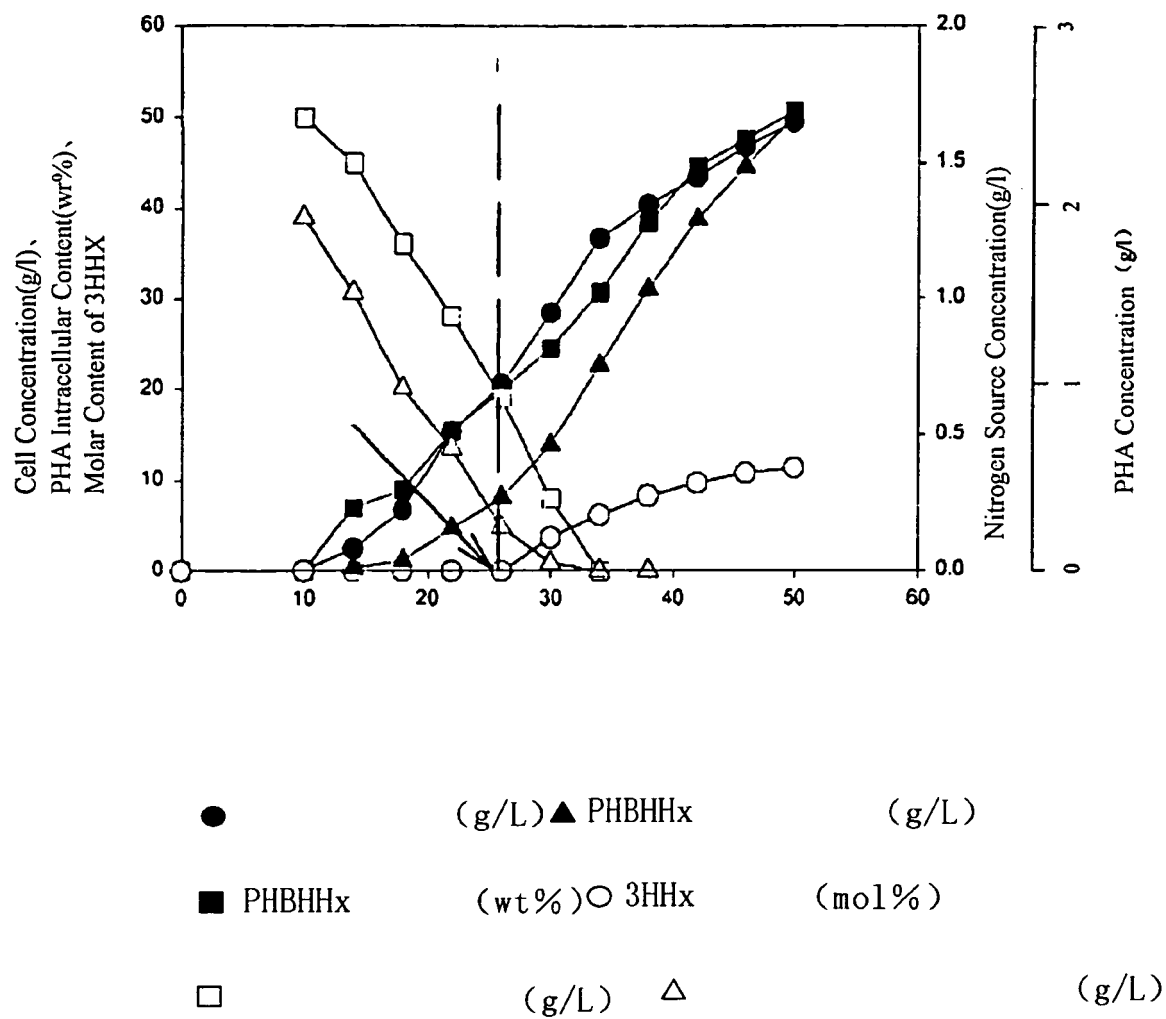 60
50
40
30
20
10
0
0
10
20
30
40
50
60
2.0
1.5
1.0
0.5
0.0
3
2
1
0
Cell Concentration(g/l)、
PHA Intracellular Content(wr%)、
Molar Content of 3HHX
Nitrogen Source Concentration(g/l)
PHA Concentration (g/l)
(g/L) PHBHHx (g/L)
PHBHHx (wt%) 3HHx (mol%)
(g/L) (g/L)